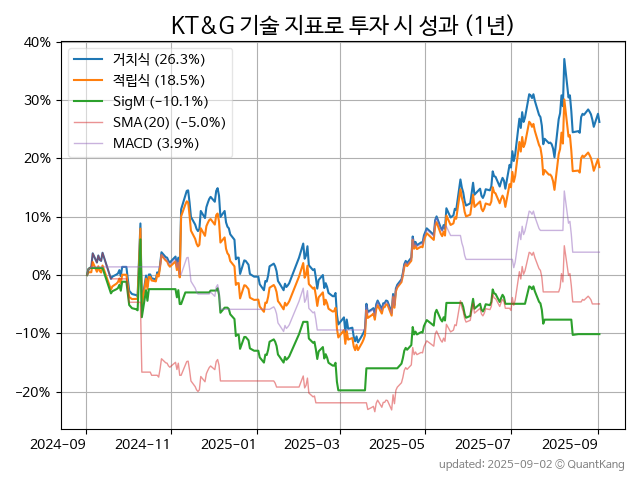 KT&G 기술 지표로 투자 시 성과 (1년)
40%
30%
20%
10%
0%
−10%
−20%
거치식 (26.3%)
적립식 (18.5%)
SigM (−10.1%)
SMA(20) (−5.0%)
MACD (3.9%)
2024-09 2024-11 2025-01 2025-03 2025-05 2025-07 2025-09
updated: 2025-09-02 © QuantKang